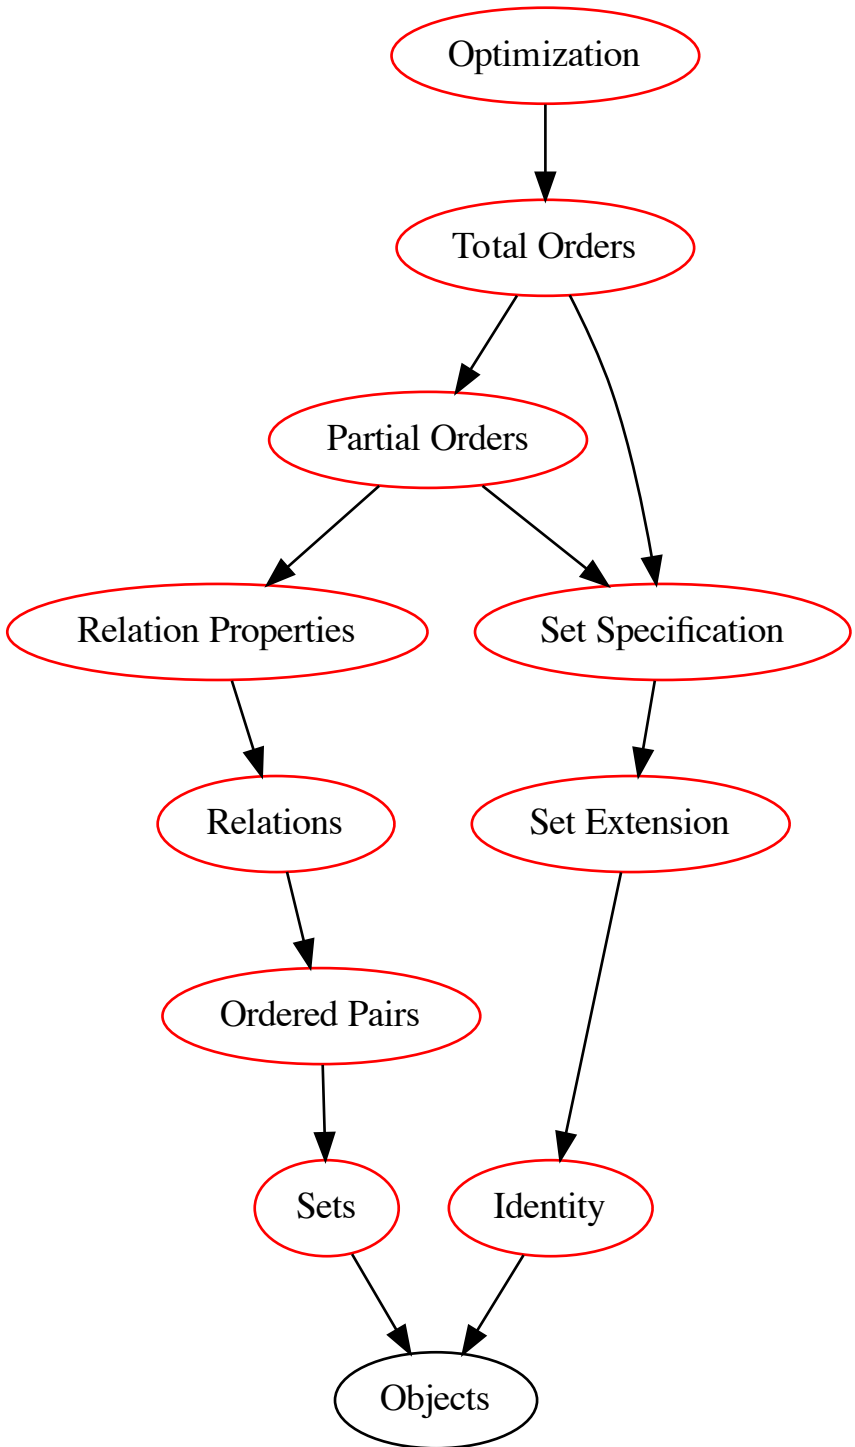 Optimization
Total Orders
Partial Orders
Relation Properties
Set Specification
Relations
Set Extension
Ordered Pairs
Sets
Identity
Objects